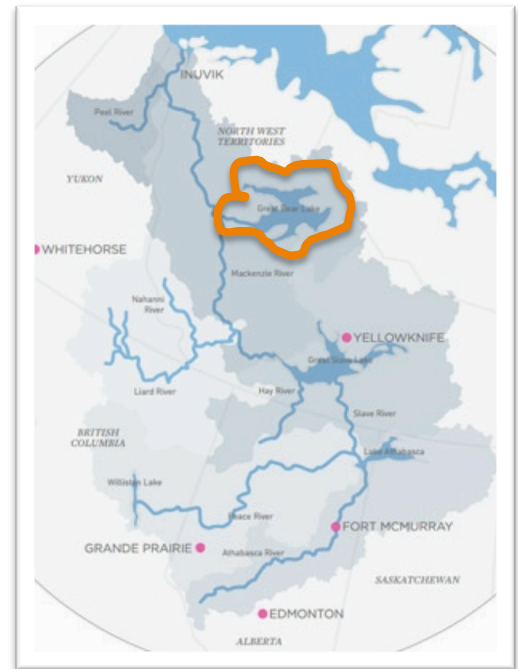 INUVIK
Peel River
NORTH WEST
TERRITORIES
YUKON
Great Bear Lake
WHITEHORSE
Mackenzie River
Nahanni
River
YELLOWKNIFE
Great Slave Lake
Hay River
Liard River
Slave River
BRITISH
COLUMBIA
Lake Athabasca
Williston Lake
Peace River
FORT MCMURRAY
GRANDE PRAIRIE
Athabasca River
SASKATCHEWAN
EDMONTON
ALBERTA